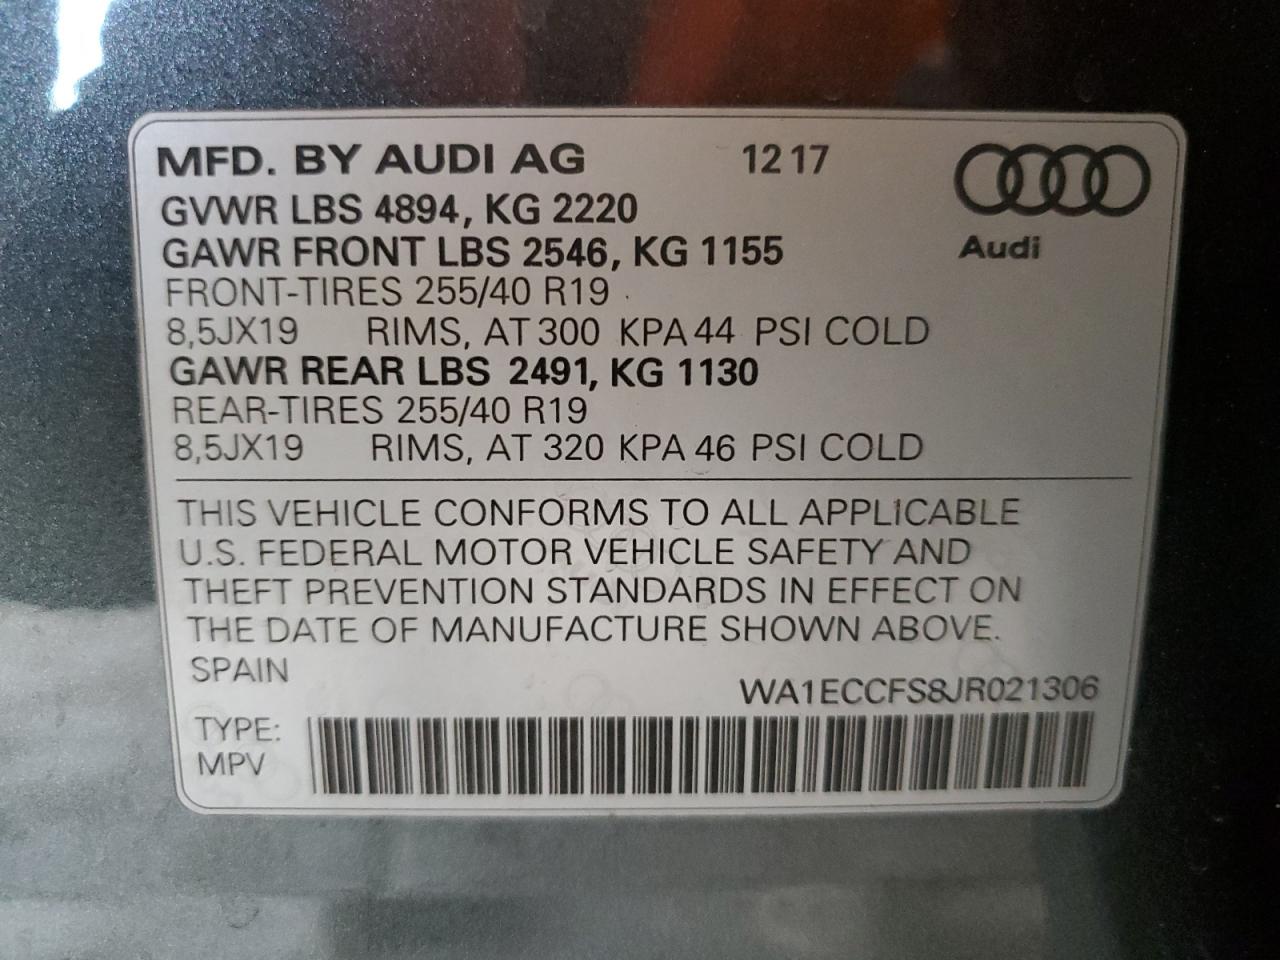 MFD. BY AUDI AG 12 17
GVWR LBS 4894, KG 2220
GAWR FRONT LBS 2546, KG 1155
Audi
FRONT-TIRES 255/40 R19
8,5JX19 RIMS, AT 300 KPA 44 PSI COLD
GAWR REAR LBS 2491, KG 1130
REAR-TIRES 255/40 R19
8,5JX19 RIMS, AT 320 KPA 46 PSI COLD
THIS VEHICLE CONFORMS TO ALL APPLICABLE
U.S. FEDERAL MOTOR VEHICLE SAFETY AND
THEFT PREVENTION STANDARDS IN EFFECT ON
THE DATE OF MANUFACTURE SHOWN ABOVE.
SPAIN
WA1ECCFS8JR021306
TYPE:
MPV